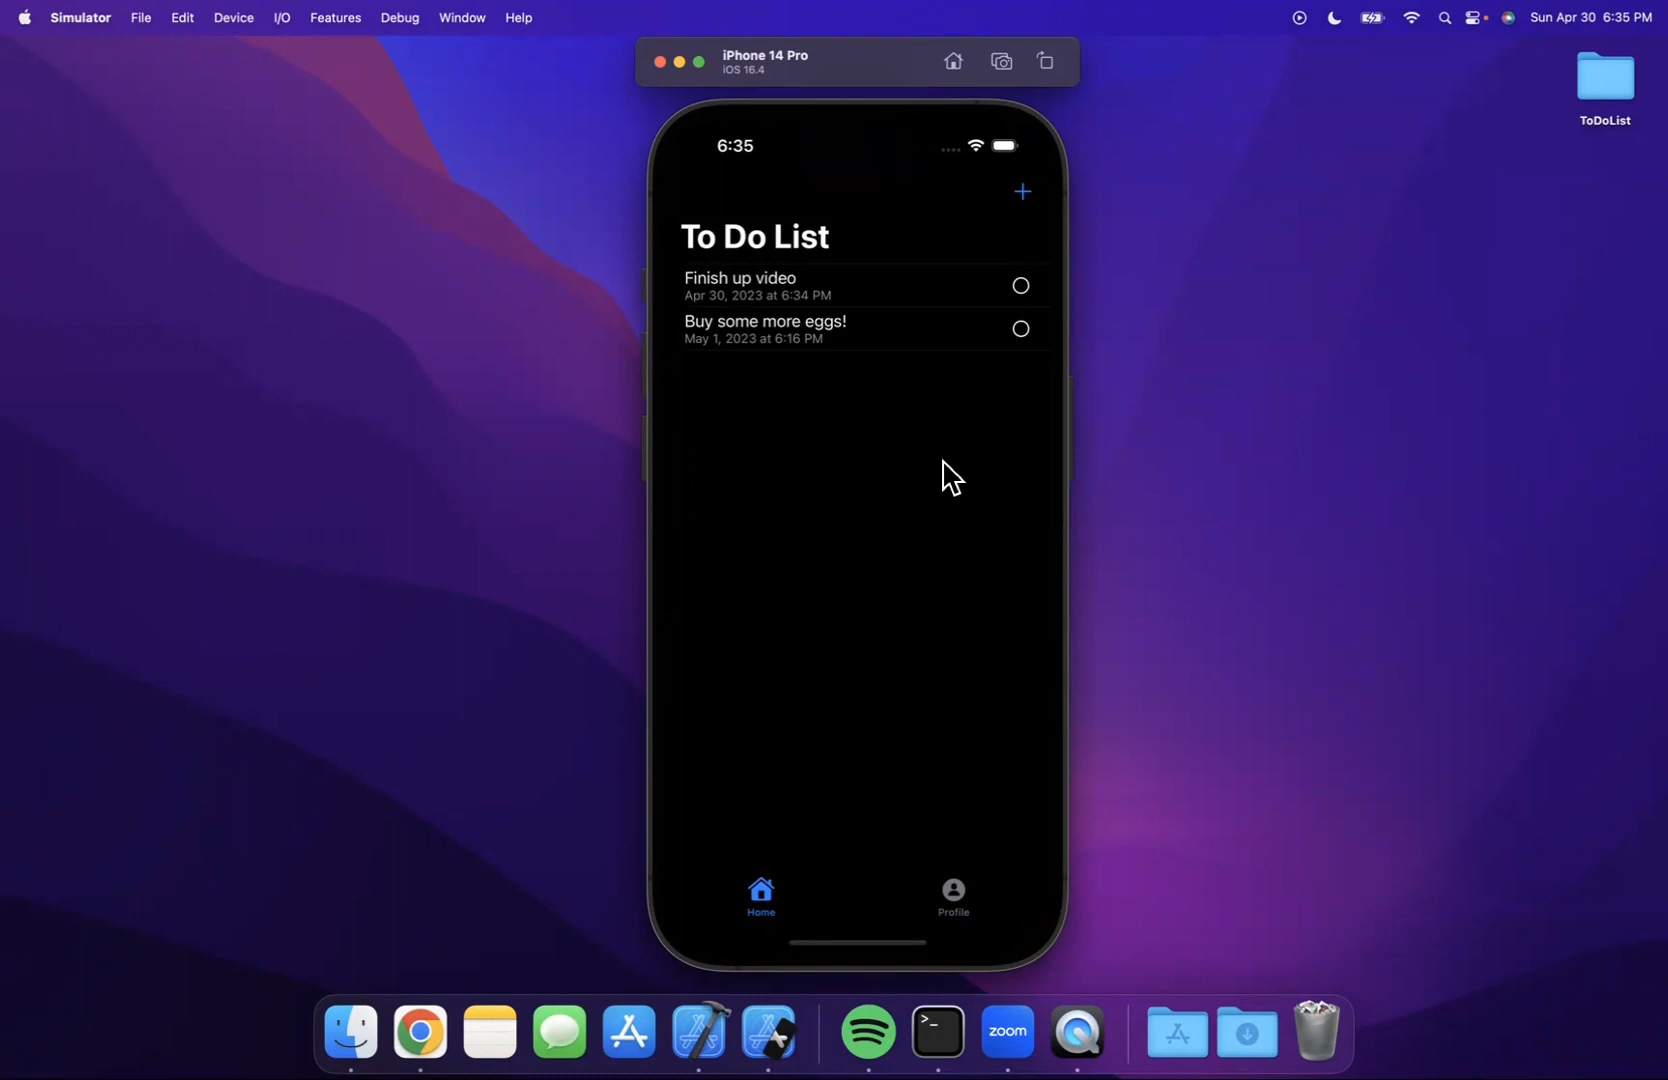 Simulator File Edit Device I/O Features Debug Window Help Sun Apr 30 6:35 PM
iPhone 14 Pro
iOS 16.4
ToDoList
6:35
To Do List
Finish up video
Apr 30, 2023 at 6:34 PM
Buy some more eggs!
May 1, 2023 at 6:16 PM
Home Profile
zoom